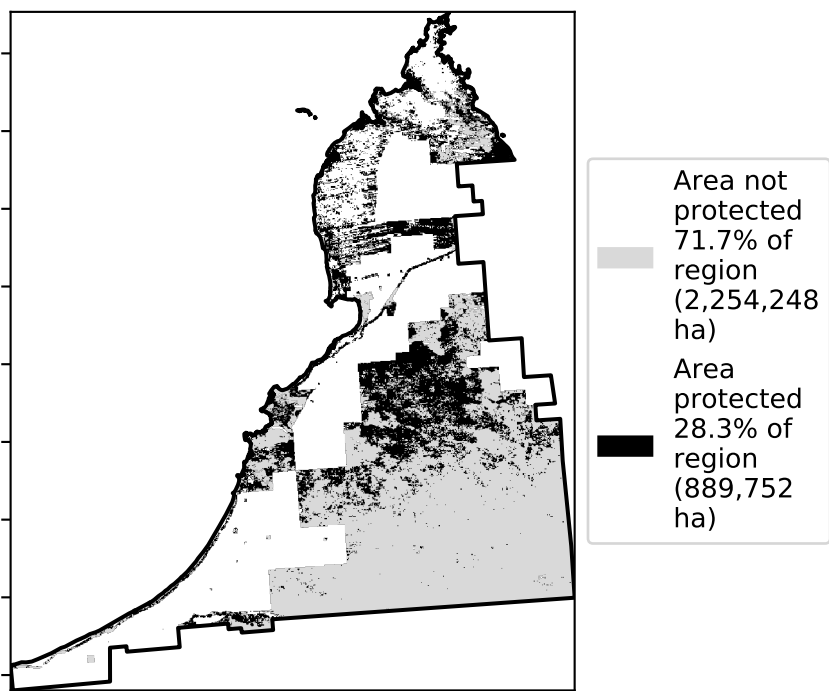 Area not
protected
71.7% of
region
(2,254,248
ha)
Area
protected
28.3% of
region
(889,752
ha)